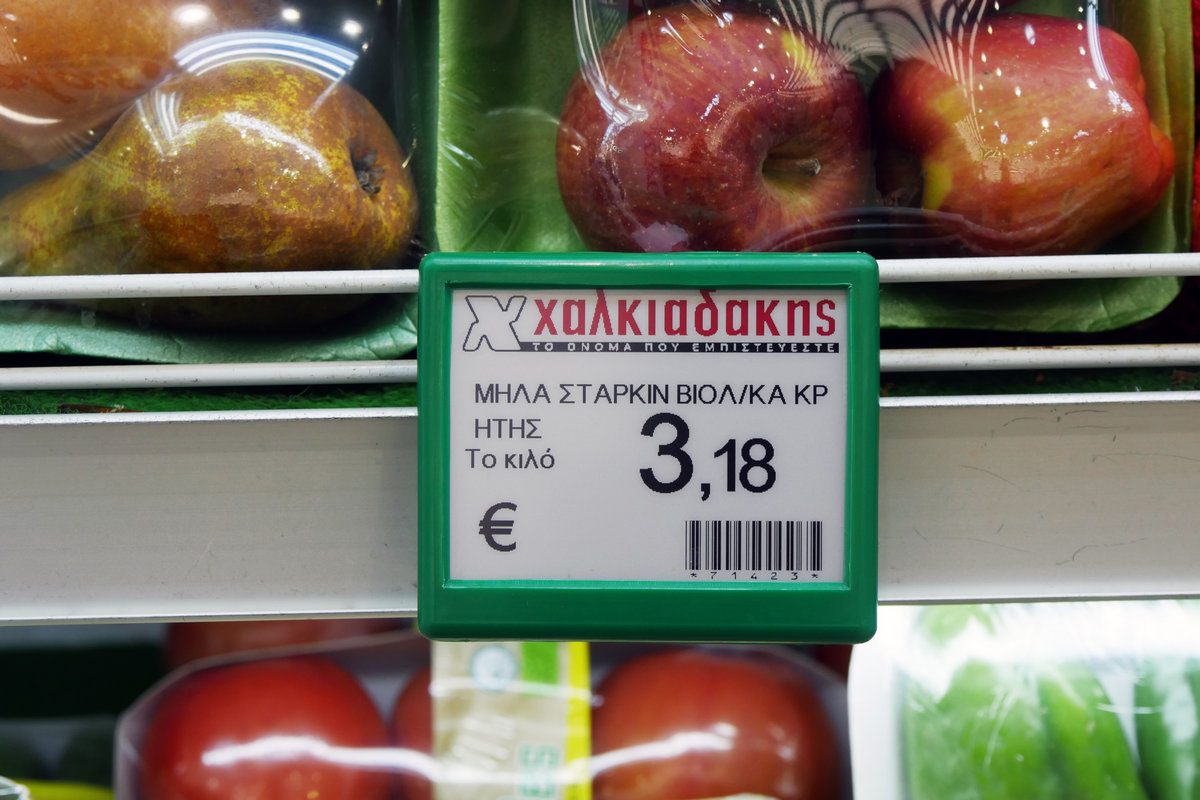 χαλκιαδακης
ΤΟ ΟΝΟΜΑ ΠΟΥ ΕΜΠΙΣΤΕΥΕΣΤΕ
ΜΗΛΑ ΣΤΑΡΚΙΝ ΒΙΟΛ/ΚΑ ΚΡ
ΗΤΗΣ
Το κιλό
3,18
€
*71423*